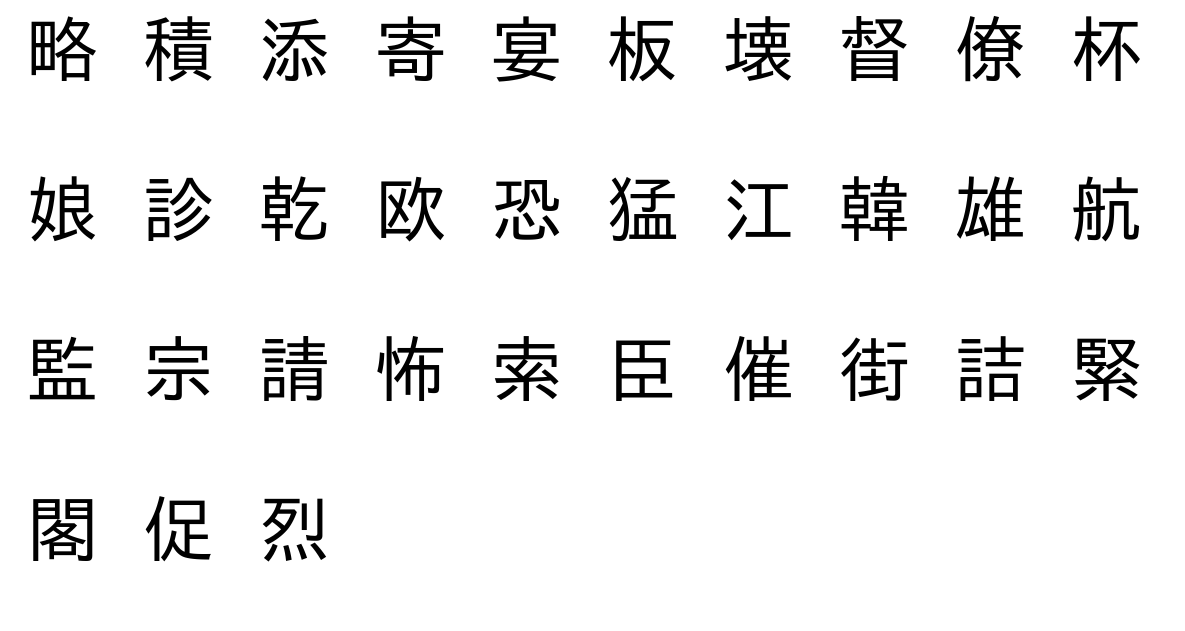 略積添寄宴板壊督僚杯
娘診乾欧恐猛江韓雄航
監宗請怖索臣催街詰緊
閣促烈